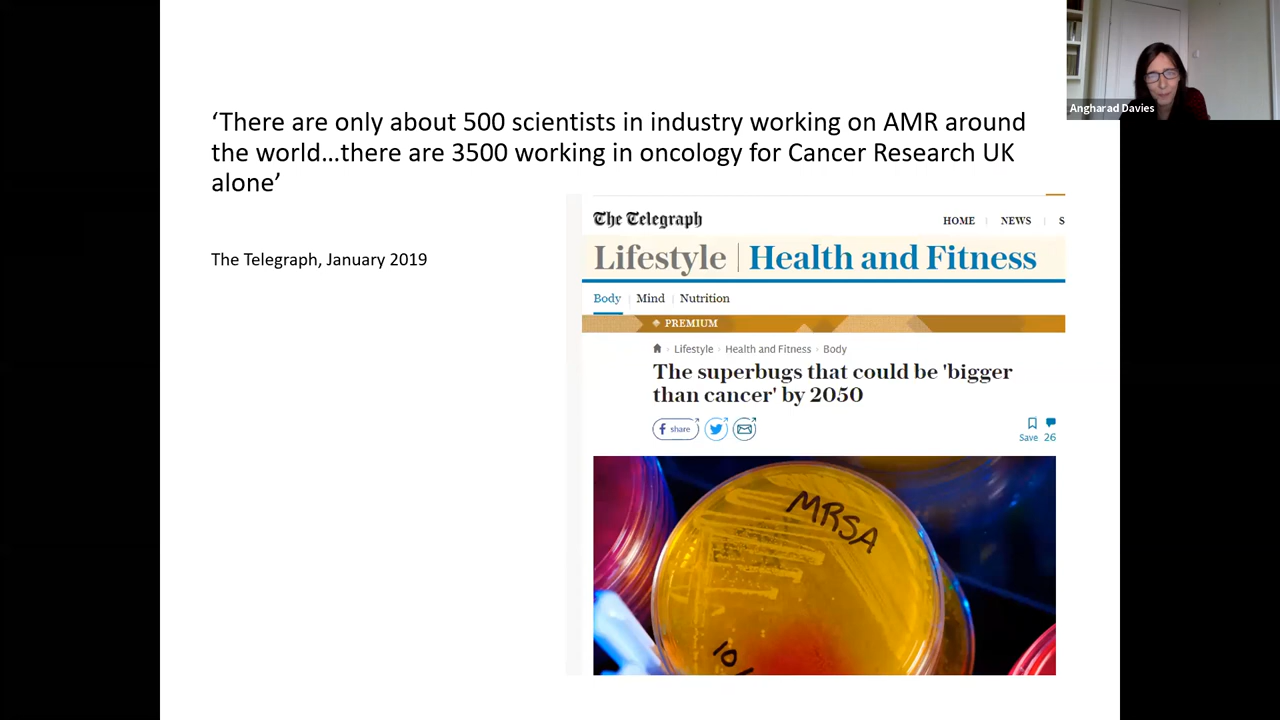 ‘There are only about 500 scientists in industry working on AMR around
the world…there are 3500 working in oncology for Cancer Research UK
alone’
The Telegraph, January 2019
Angharad Davies
The Telegraph
HOME
NEWS
S
Lifestyle | Health and Fitness
Body
Mind
Nutrition
PREMIUM
Lifestyle › Health and Fitness › Body
The superbugs that could be 'bigger
than cancer' by 2050
share
Save 26
MRSA
10/